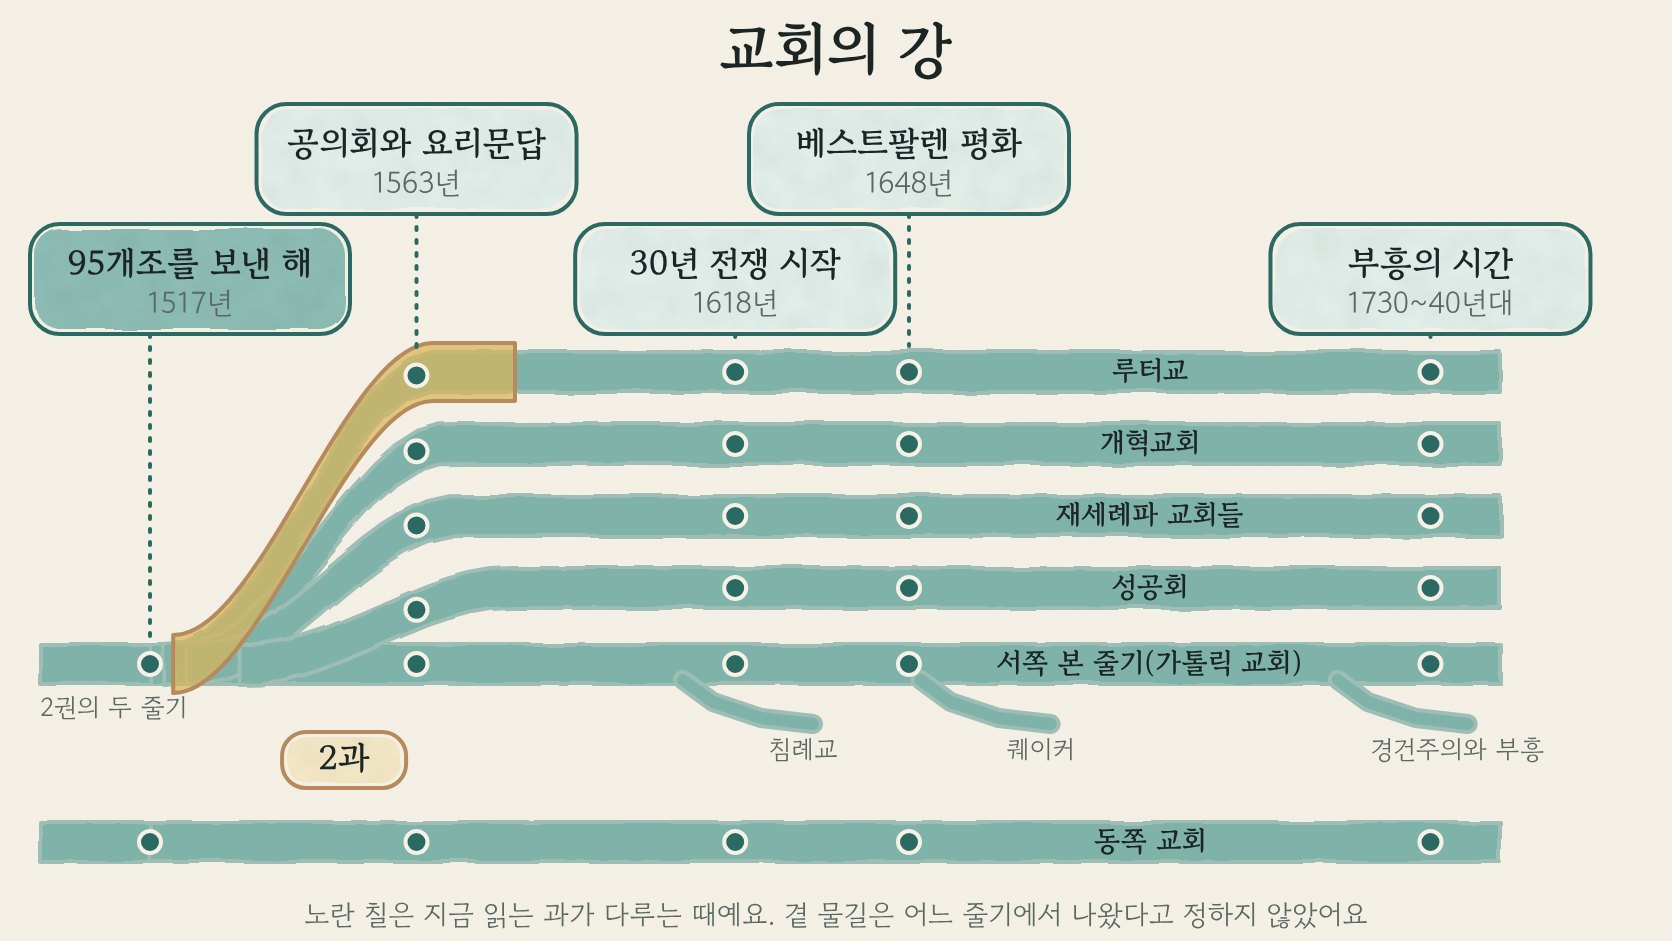 교회의 강
공의회와 요리문답
1563년
베스트팔렌 평화
1648년
95개조를 보낸 해
1517년
30년 전쟁 시작
1618년
부흥의 시간
1730~40년대
루터교
개혁교회
재세례파 교회들
성공회
서쪽 본 줄기(가톨릭 교회)
2권의 두 줄기
침례교
퀘이커
경건주의와 부흥
2과
동쪽 교회
노란 칠은 지금 읽는 과가 다루는 때예요. 곁 물길은 어느 줄기에서 나왔다고 정하지 않았어요